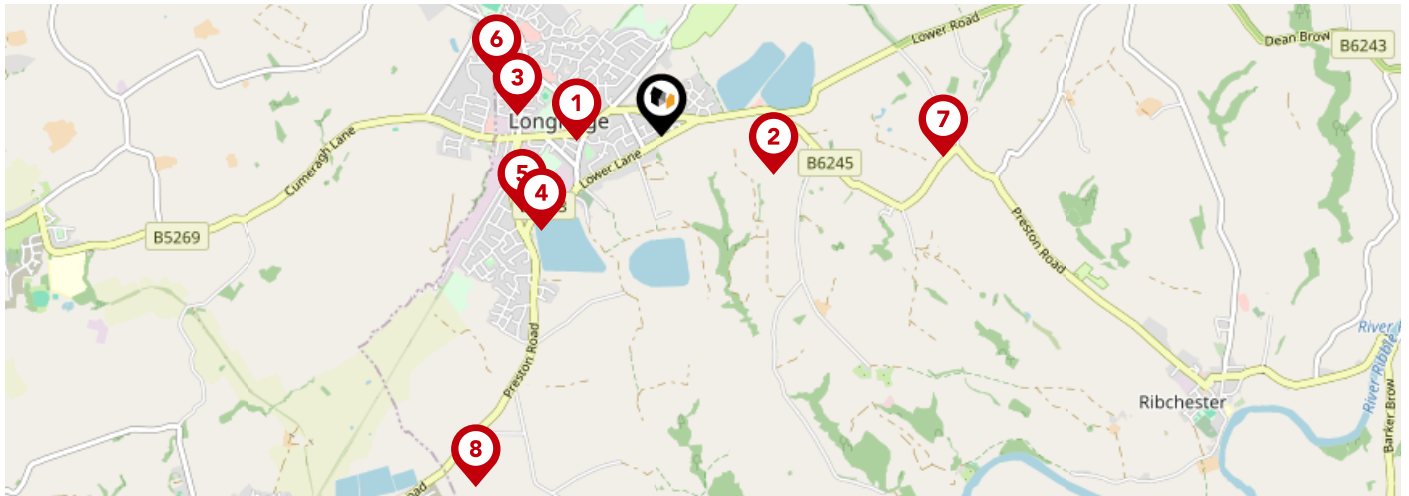 6
3
1
Longridge
2
7
5
4
8
Lower Road
Dean Brow
B6243
B6245
Lower Lane
Cumeragh Lane
B5269
Preston Road
Preston Road
Ribchester
River Ribble
Barker Brow